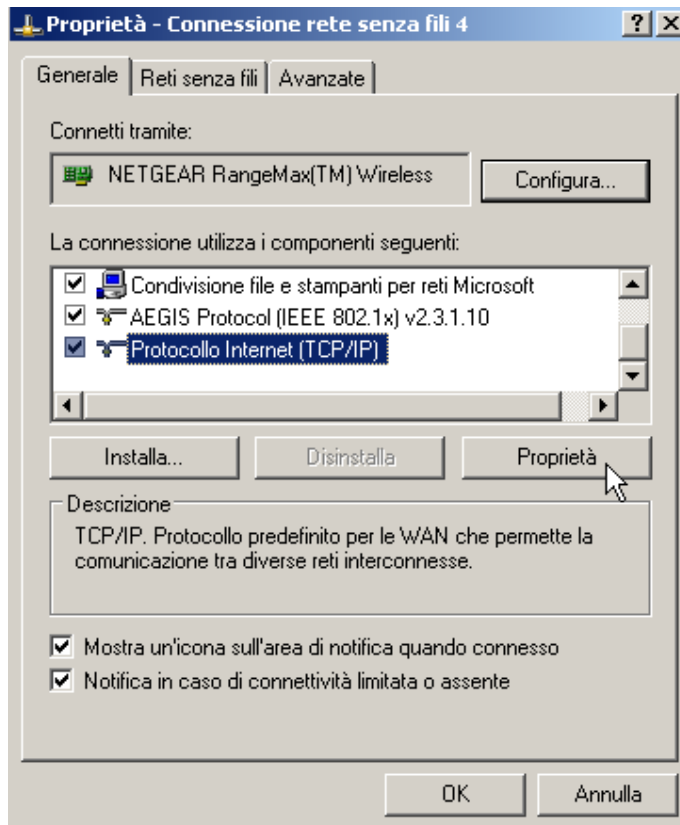 Proprietà - Connessione rete senza fili 4
Generale Reti senza fili Avanzate
Connetti tramite:
NETGEAR RangeMax(TM) Wireless Configura...
La connessione utilizza i componenti seguenti:
Condivisione file e stampanti per reti Microsoft
AEGIS Protocol (IEEE 802.1x) v2.3.1.10
Protocollo Internet (TCP/IP)
Installa... Disinstalla Proprietà
Descrizione
TCP/IP. Protocollo predefinito per le WAN che permette la
comunicazione tra diverse reti interconnesse.
Mostra un'icona sull'area di notifica quando connesso
Notifica in caso di connettività limitata o assente
OK Annulla